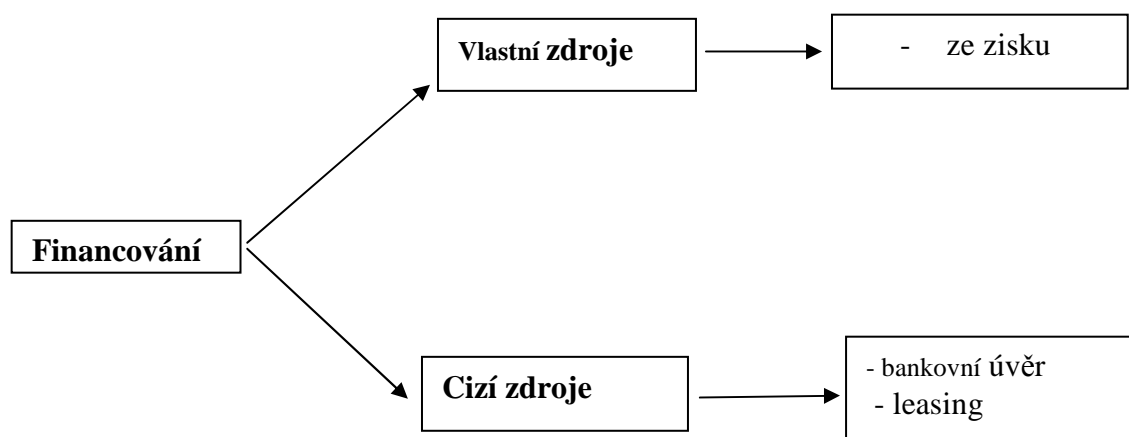 Vlastní zdroje
- ze zisku
Financování
Cizí zdroje
- bankovní úvěr
- leasing